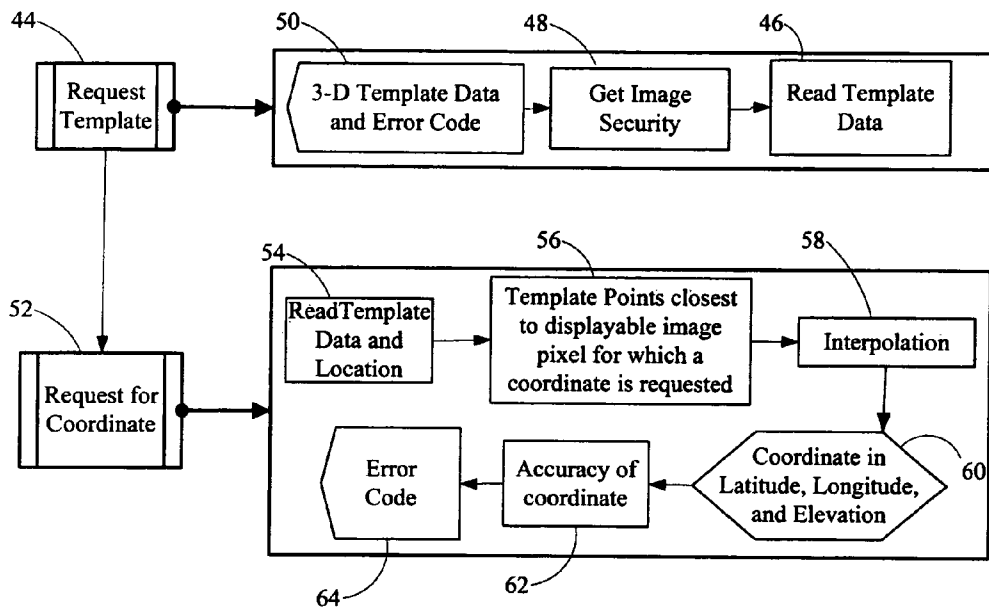 44
50
48
46
Request
Template
3-D Template Data
and Error Code
Get Image
Security
Read Template
Data
52
54
56
58
Request for
Coordinate
ReadTemplate
Data and
Location
Template Points closest
to displayable image
pixel for which a
coordinate is requested
Interpolation
Error
Code
Accuracy of
coordinate
Coordinate in
Latitude, Longitude,
and Elevation
60
64
62